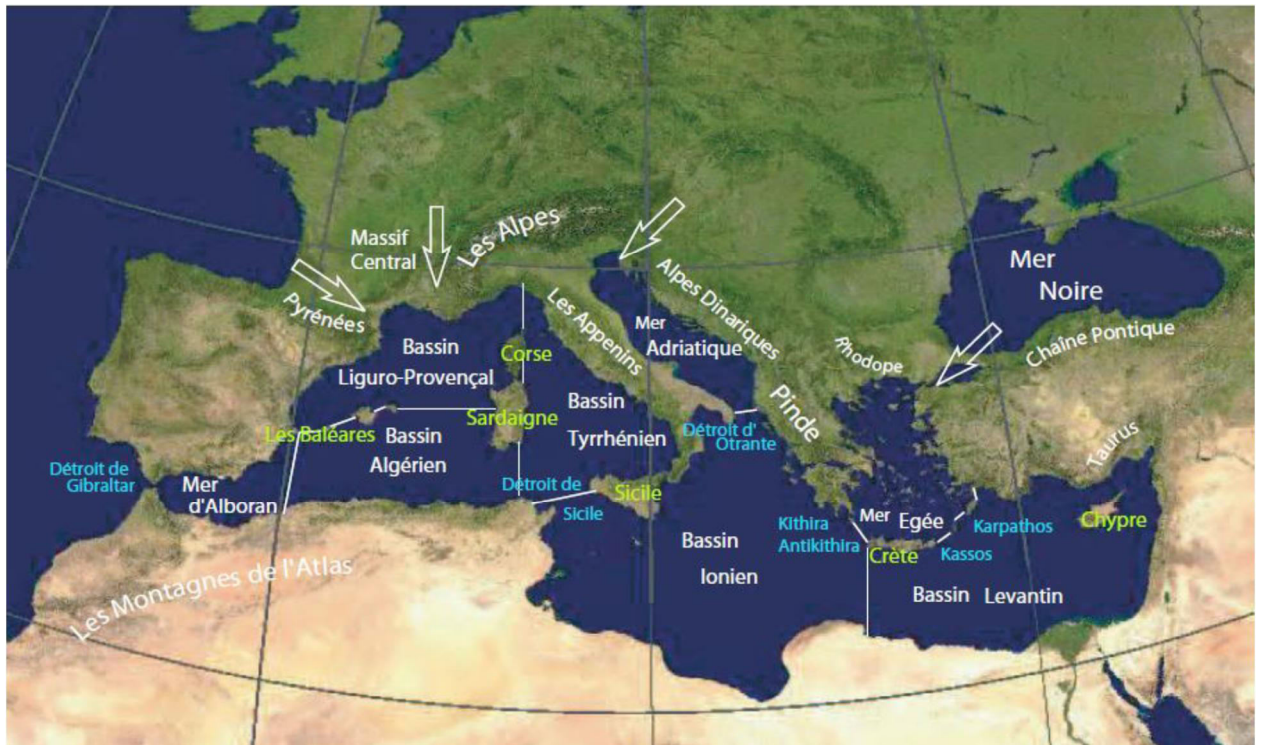 Massif
Central
Les Alpes
Pyrénées
Alpes Dinariques
Les Appenins
Mer
Adriatique
Mer
Noire
Chaîne Pontique
Rhodope
Pinde
Taurus
Bassin
Liguro-Provençal
Corse
Sardaigne
Les Baléares
Bassin
Algérien
Bassin
Tyrrhénien
Détroit d'
Otrante
Détroit de
Gibraltar
Mer
d'Alboran
Détroit de
Sicile
Sicile
Bassin
Ionien
Kithira
Antikithira
Mer Egée
Crète
Kassos
Karpathos
Chypre
Bassin Levantin
Les Montagnes de l'Atlas